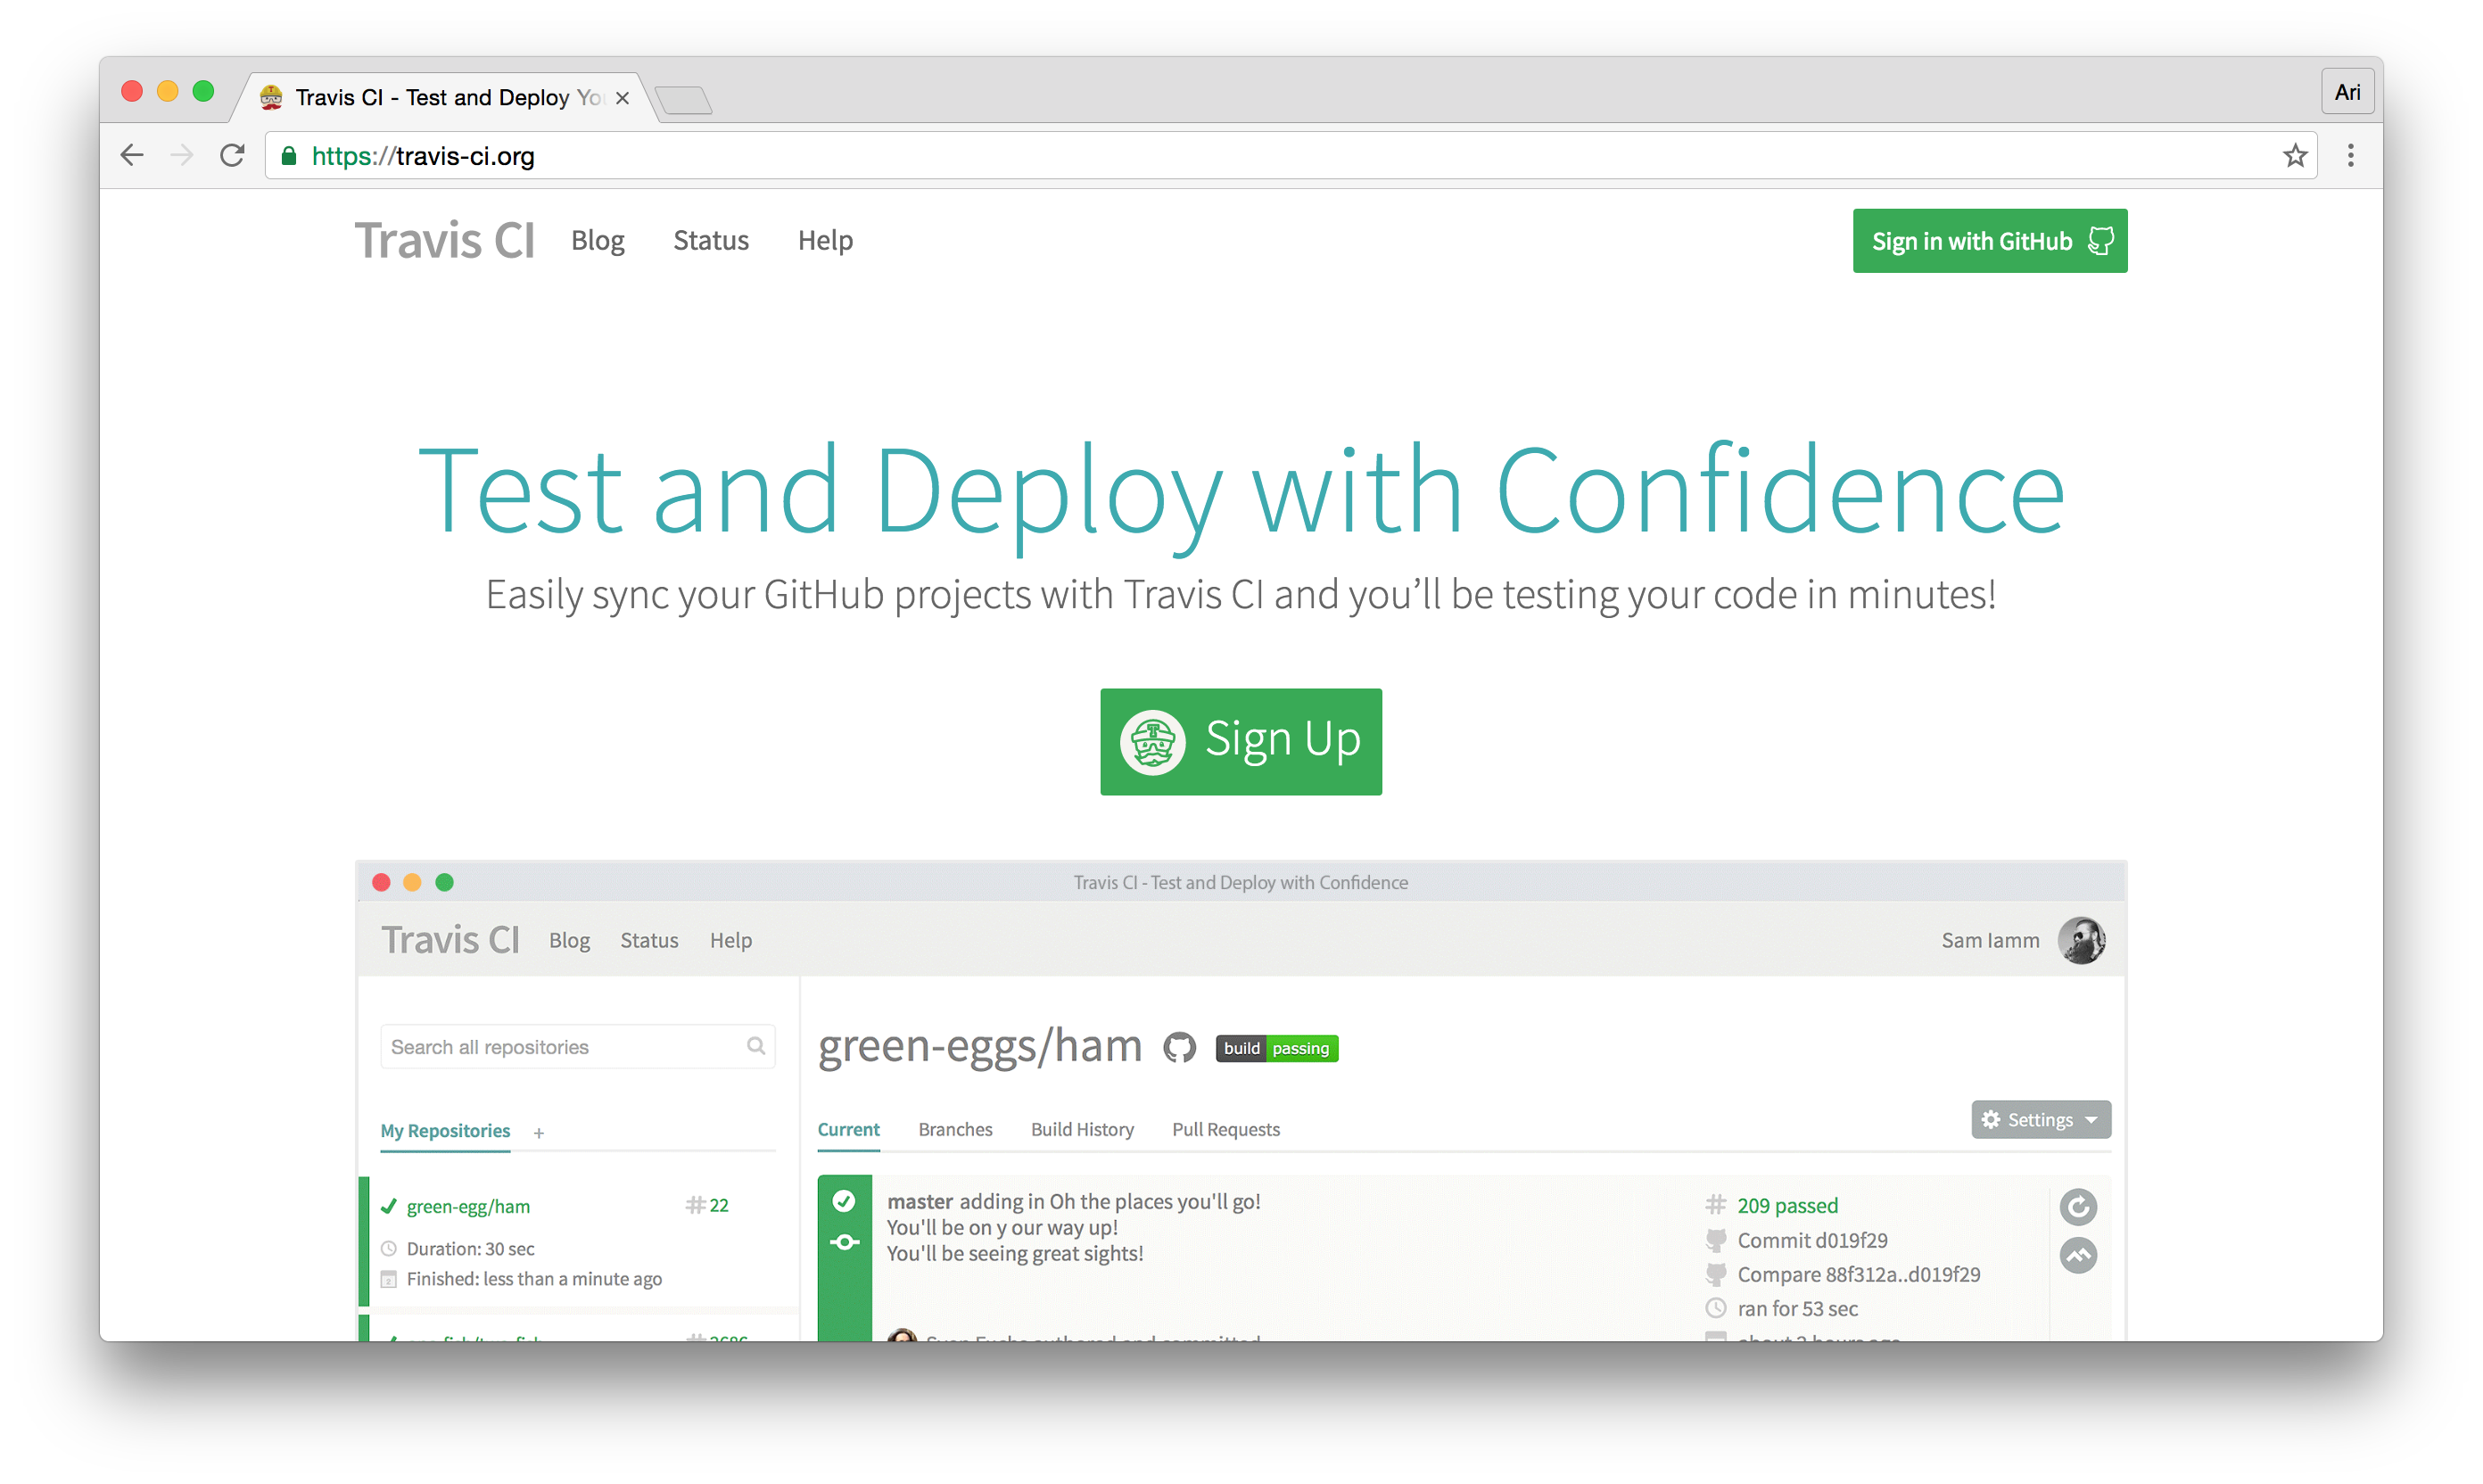 Travis CI - Test and Deploy Yo
Ari
https://travis-ci.org
Travis CI Blog Status Help
Sign in with GitHub
Test and Deploy with Confidence
Easily sync your GitHub projects with Travis CI and you’ll be testing your code in minutes!
Sign Up
Travis CI - Test and Deploy with Confidence
Travis CI Blog Status Help
Sam Iamm
Search all repositories
My Repositories +
green-egg/ham # 22
Duration: 30 sec
Finished: less than a minute ago
green-eggs/ham build passing
Current Branches Build History Pull Requests
Settings
master adding in Oh the places you'll go!
You'll be on y our way up!
You'll be seeing great sights!
# 209 passed
Commit d019f29
Compare 88f312a..d019f29
ran for 53 sec